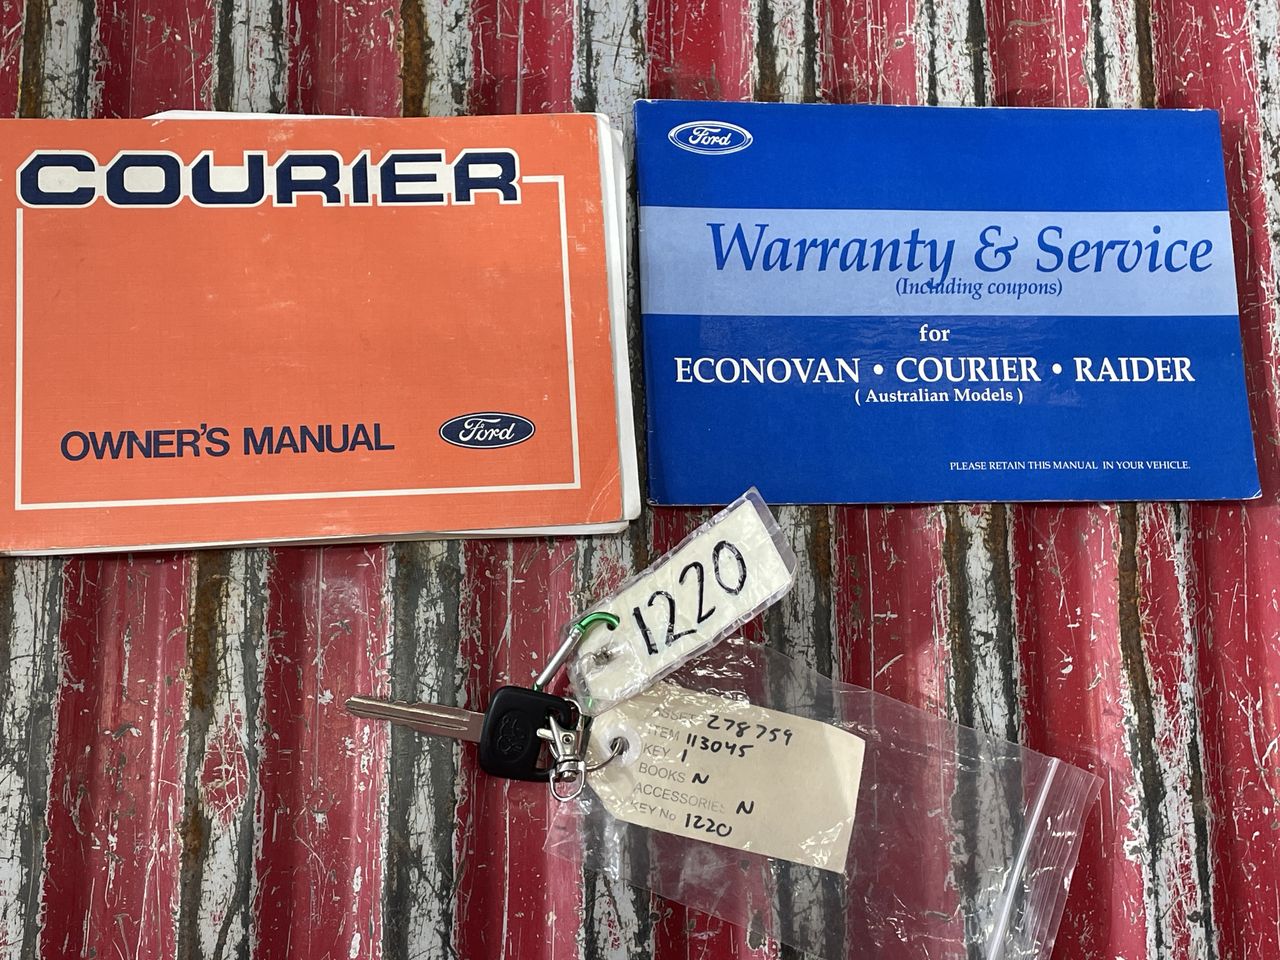 COURIER
OWNER'S MANUAL
Ford
Ford
Warranty & Service
(Including coupons)
for
ECONOVAN • COURIER • RAIDER
( Australian Models )
PLEASE RETAIN THIS MANUAL IN YOUR VEHICLE.
1220
278759
ITEM 113045
KEY 1
BOOKS N
ACCESSORIES N
KEY No 1220